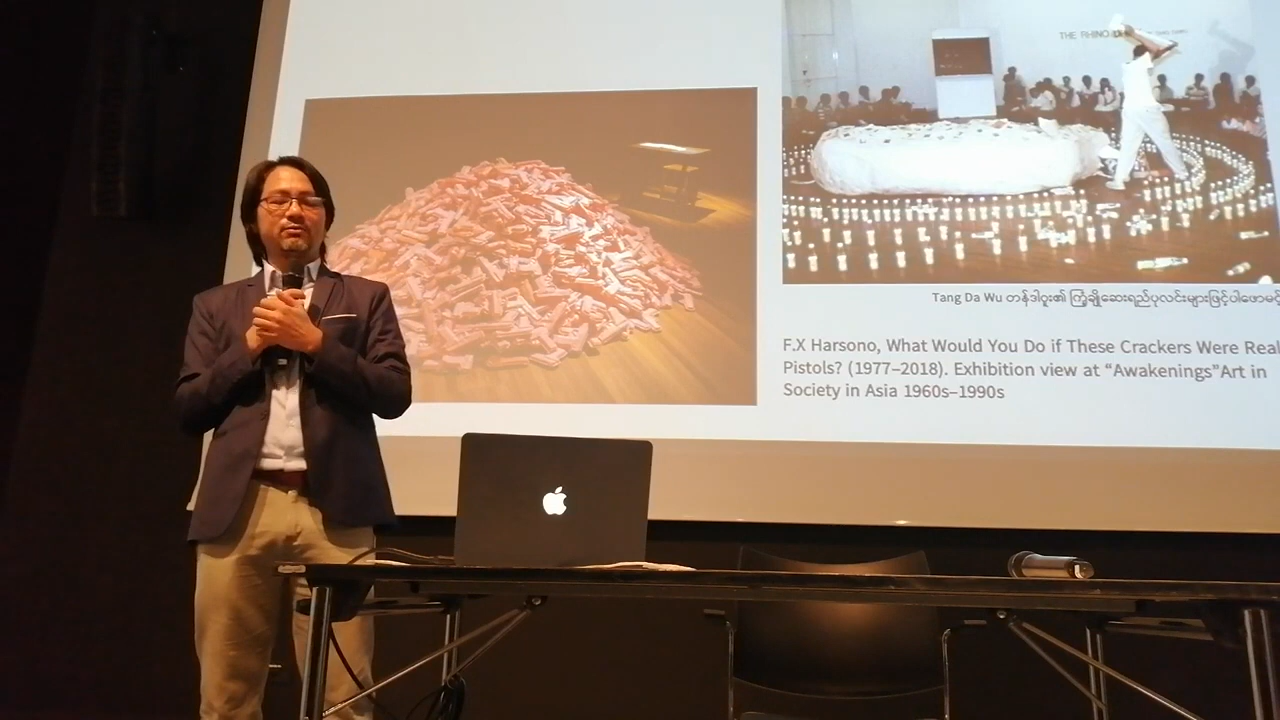 THE RHINO
Tang Da Wu တန်ဒါဝူး၏ ကြံ့ချိုဆေးရည်ပုလင်းများဖြင့်ပါဖောမင့်
F.X Harsono, What Would You Do if These Crackers Were Real
Pistols? (1977–2018). Exhibition view at “Awakenings”Art in
Society in Asia 1960s–1990s